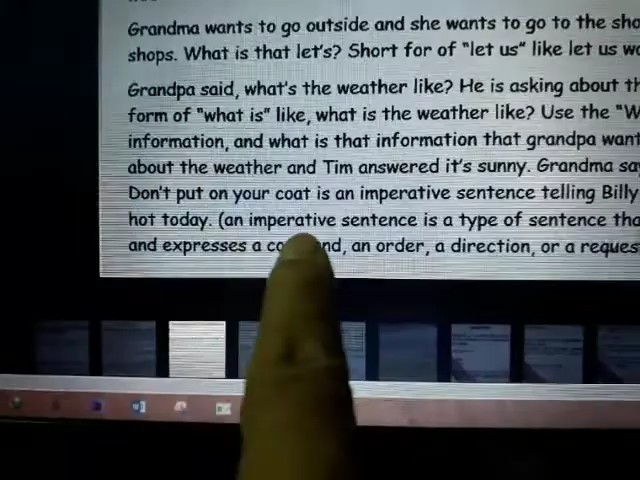 Grandma wants to go outside and she wants to go to the sho
shops. What is that let's? Short for of "let us" like let us wo
Grandpa said, what's the weather like? He is asking about th
form of "what is" like, what is the weather like? Use the "W
information, and what is that information that grandpa want
about the weather and Tim answered it's sunny. Grandma sa
Don't put on your coat is an imperative sentence telling Billy
hot today. (an imperative sentence is a type of sentence tha
and expresses a co nd, an order, a direction, or a reques